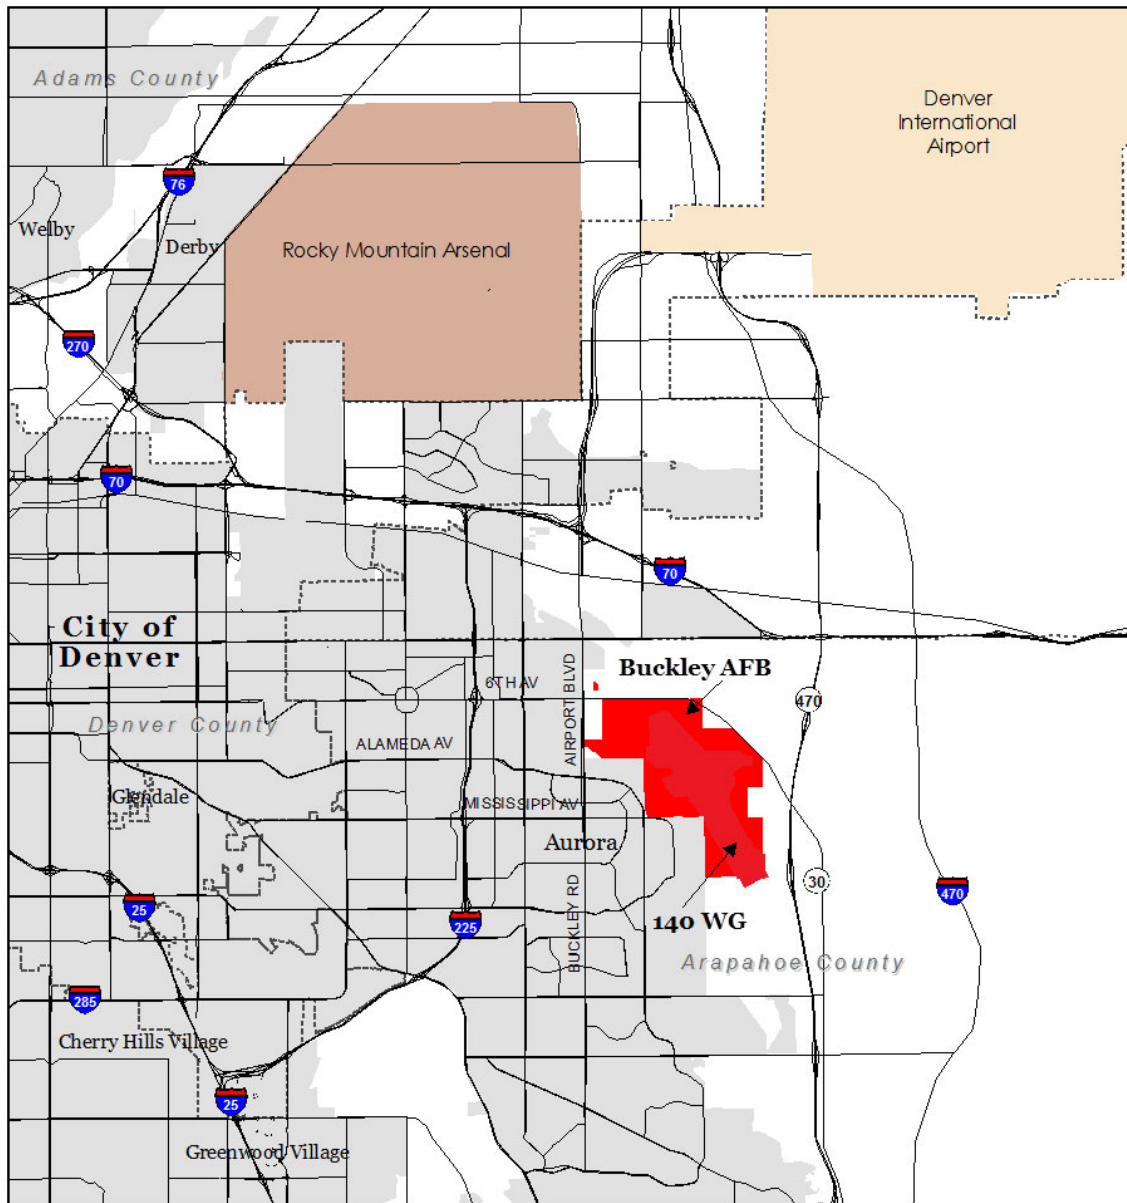 Adams County
Denver
International
Airport
76
Welby
Derby
Rocky Mountain Arsenal
270
70
70
City of
Denver
Buckley AFB
6TH AV
AIRPORT BLVD
470
Denver County
ALAMEDA AV
Glendale
MISSISSIPPI AV
Aurora
30
470
25
225
140 WG
BUCKLEY RD
Arapahoe County
285
Cherry Hills Village
25
Greenwood Village